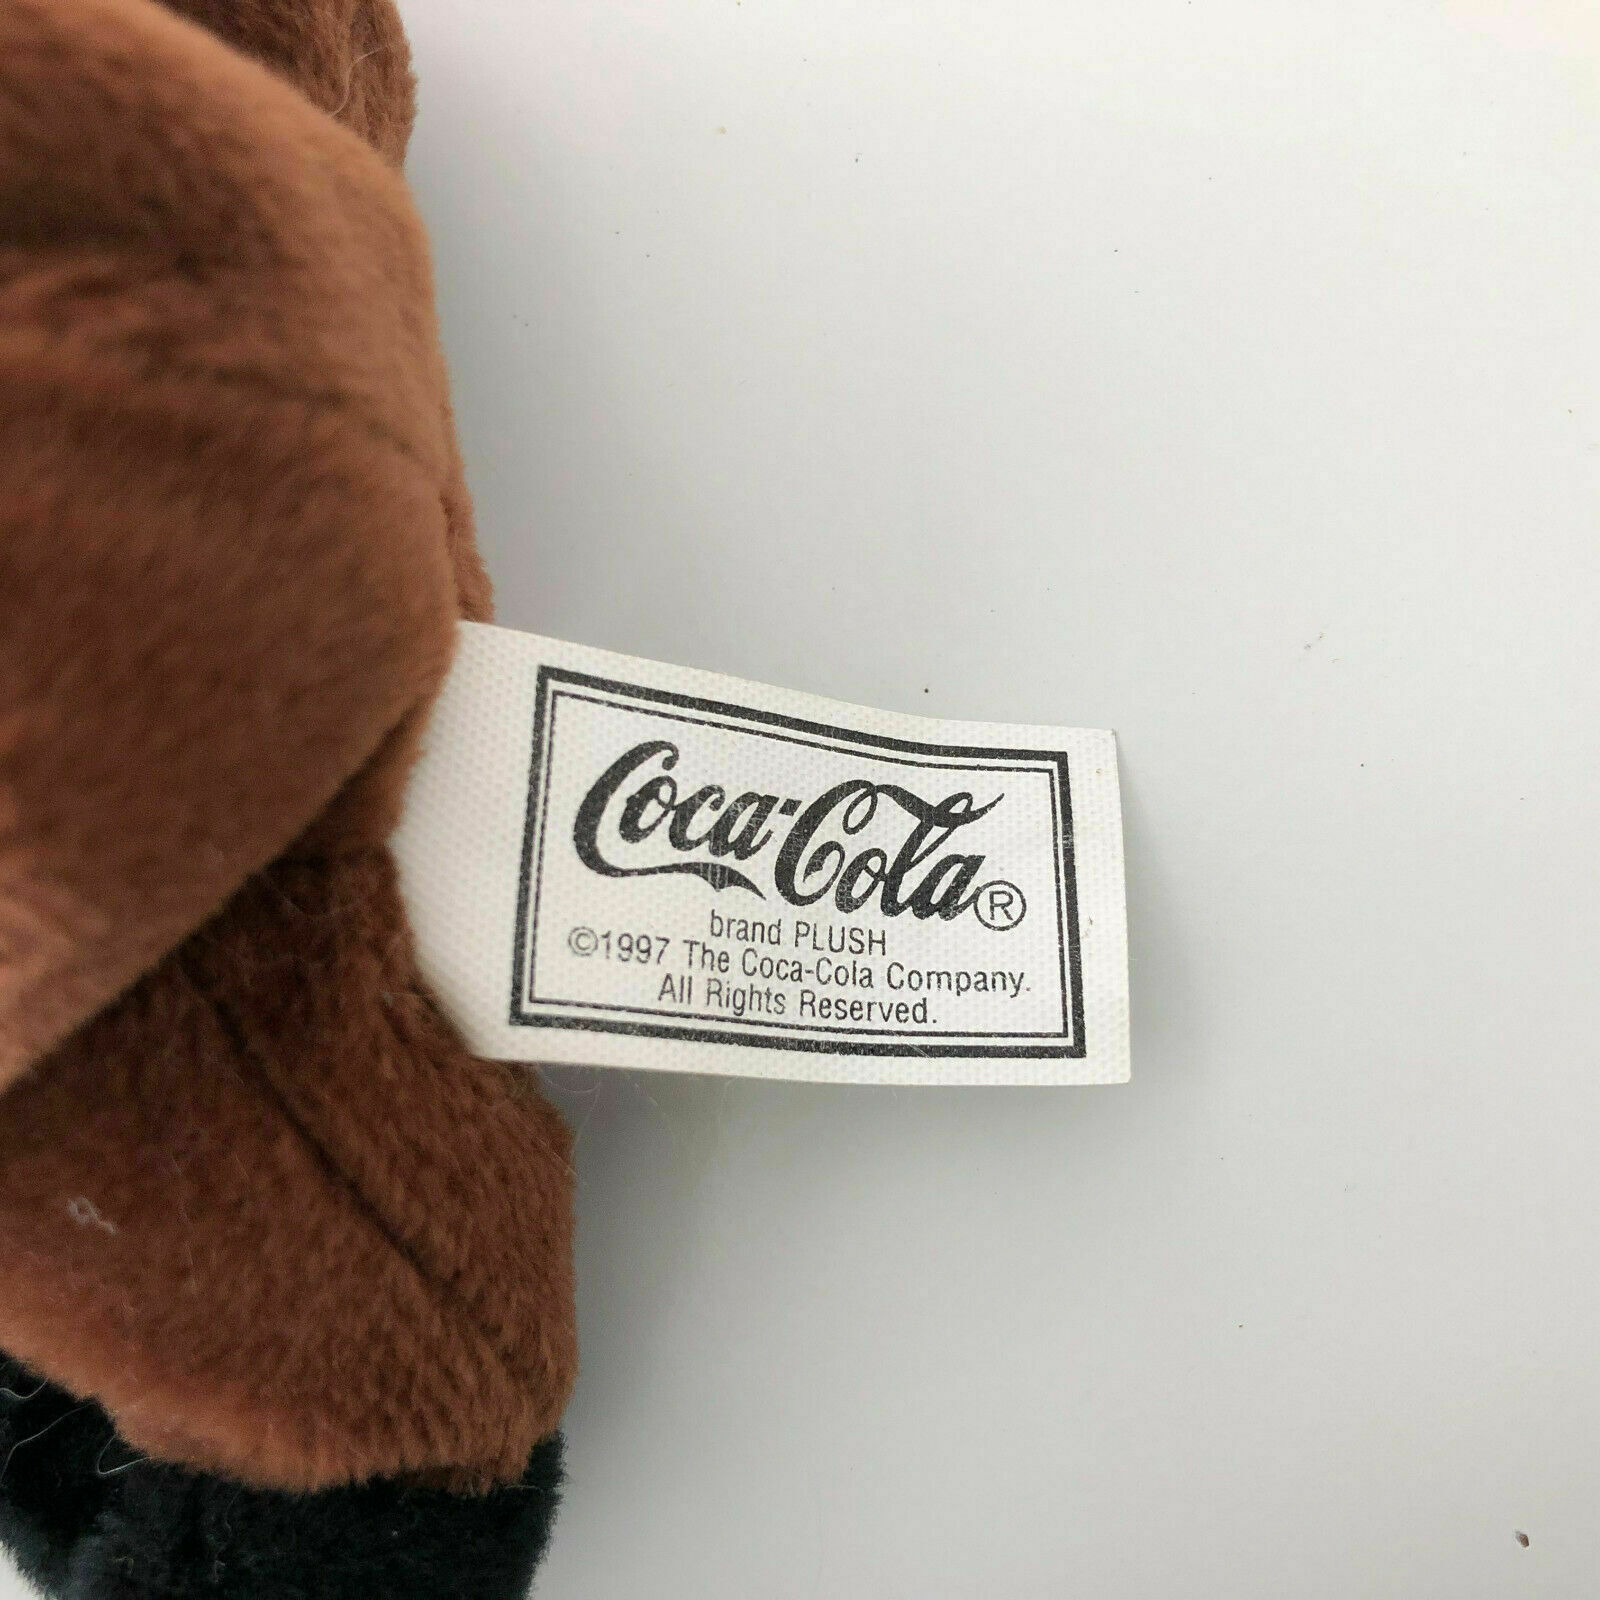 Coca-Cola®
brand PLUSH
©1997 The Coca-Cola Company.
All Rights Reserved.